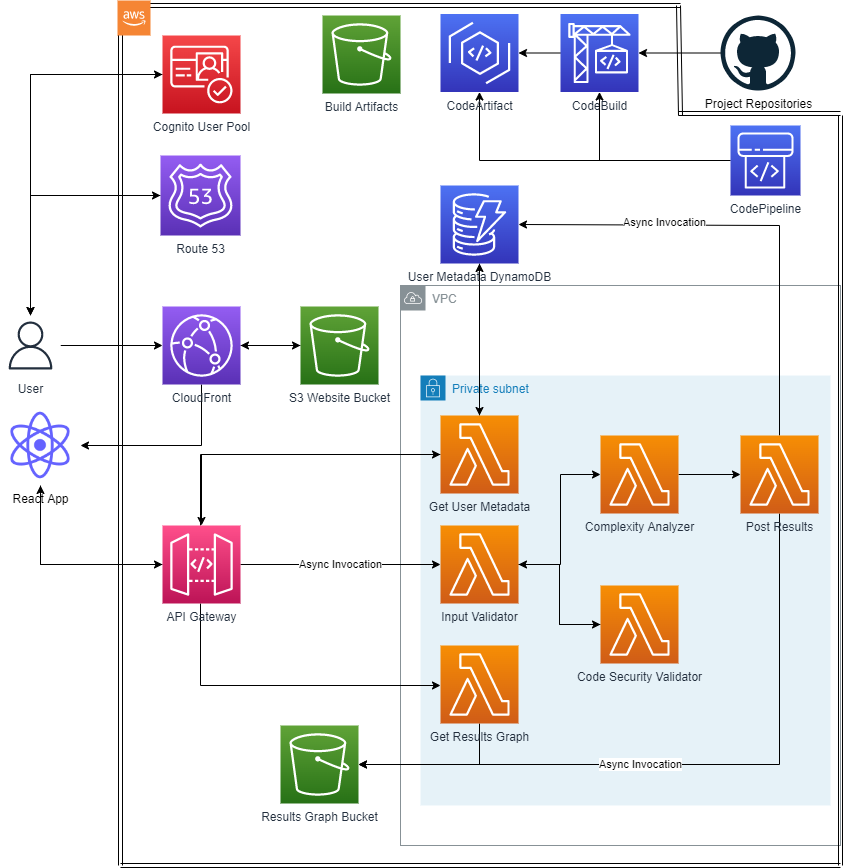 aws
Cognito User Pool
Build Artifacts
CodeArtifact
CodeBuild
Project Repositories
53
Route 53
CodePipeline
Async Invocation
User Metadata DynamoDB
VPC
User
CloudFront
S3 Website Bucket
Private subnet
React App
Get User Metadata
Complexity Analyzer
Post Results
API Gateway
Async Invocation
Input Validator
Code Security Validator
Get Results Graph
Async Invocation
Results Graph Bucket